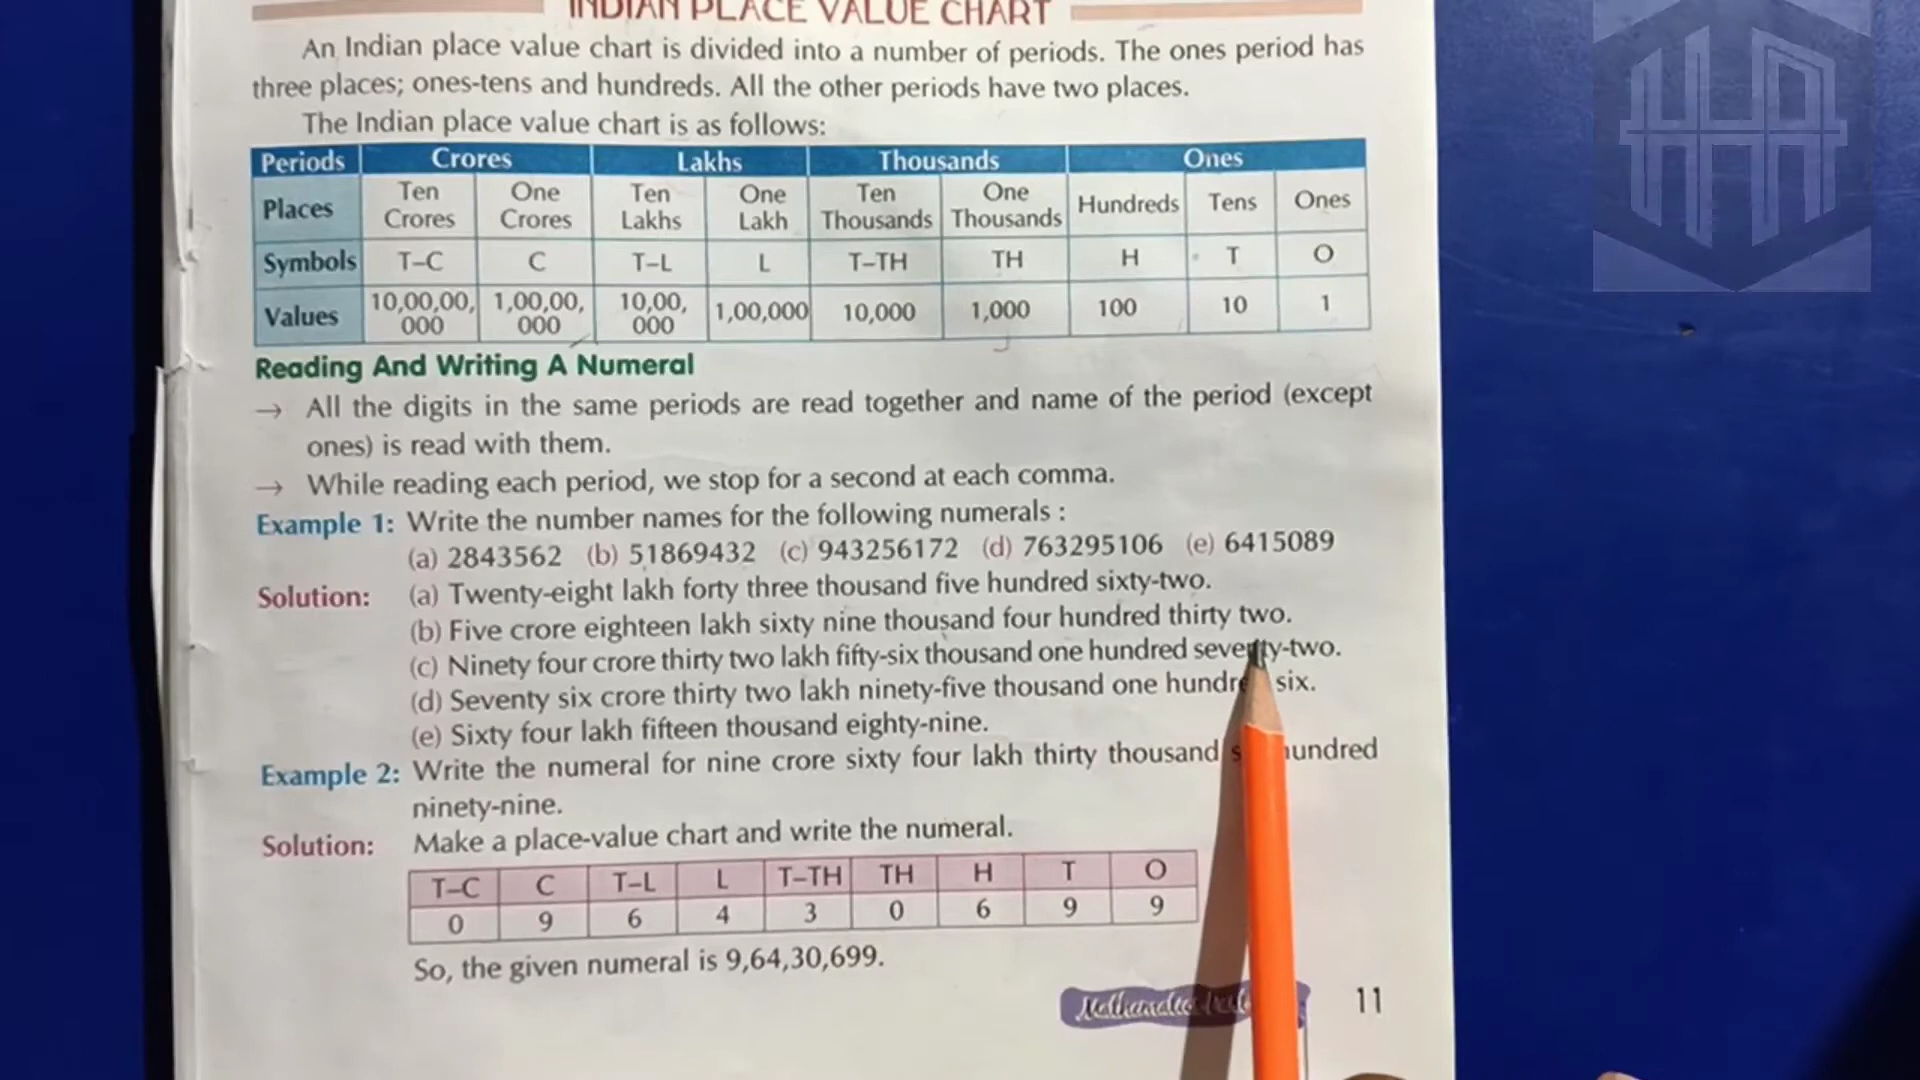 INDIAN PLACE VALUE CHART
An Indian place value chart is divided into a number of periods. The ones period has
three places; ones-tens and hundreds. All the other periods have two places.
The Indian place value chart is as follows:
Periods Crores Lakhs Thousands Ones
Places Ten Crores One Crores Ten Lakhs One Lakh Ten Thousands One Thousands Hundreds Tens Ones
Symbols T–C C T–L L T–TH TH H T O
Values 10,00,00,000 1,00,00,000 10,00,000 1,00,000 10,000 1,000 100 10 1
Reading And Writing A Numeral
→ All the digits in the same periods are read together and name of the period (except
ones) is read with them.
→ While reading each period, we stop for a second at each comma.
Example 1: Write the number names for the following numerals :
(a) 2843562 (b) 51869432 (c) 943256172 (d) 763295106 (e) 6415089
Solution: (a) Twenty-eight lakh forty three thousand five hundred sixty-two.
(b) Five crore eighteen lakh sixty nine thousand four hundred thirty two.
(c) Ninety four crore thirty two lakh fifty-six thousand one hundred seventy-two.
(d) Seventy six crore thirty two lakh ninety-five thousand one hundred six.
(e) Sixty four lakh fifteen thousand eighty-nine.
Example 2: Write the numeral for nine crore sixty four lakh thirty thousand hundred
ninety-nine.
Solution: Make a place-value chart and write the numeral.
T–C C T–L L T–TH TH H T O
0 9 6 4 3 0 6 9 9
So, the given numeral is 9,64,30,699.
11